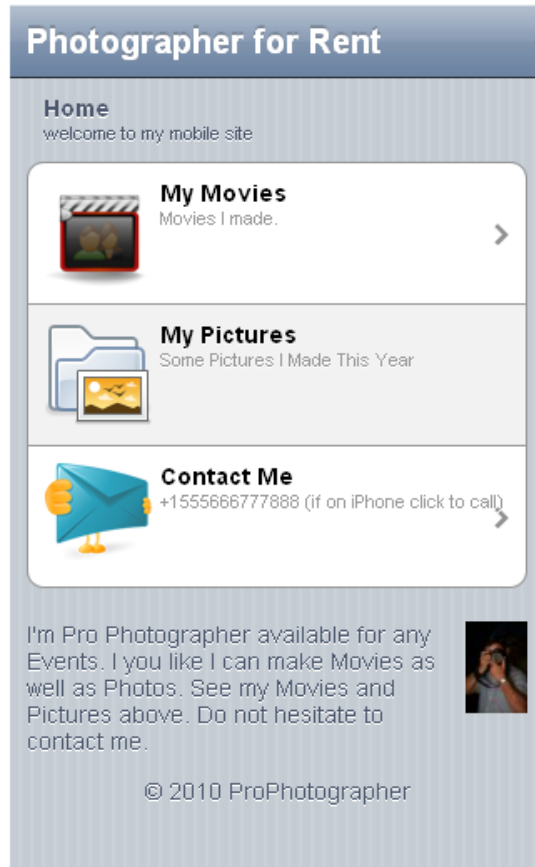 Photographer for Rent
Home
welcome to my mobile site
My Movies
Movies I made.
My Pictures
Some Pictures I Made This Year
Contact Me
+1555666777888 (if on iPhone click to call)
I'm Pro Photographer available for any
Events. I you like I can make Movies as
well as Photos. See my Movies and
Pictures above. Do not hesitate to
contact me.
© 2010 ProPhotographer